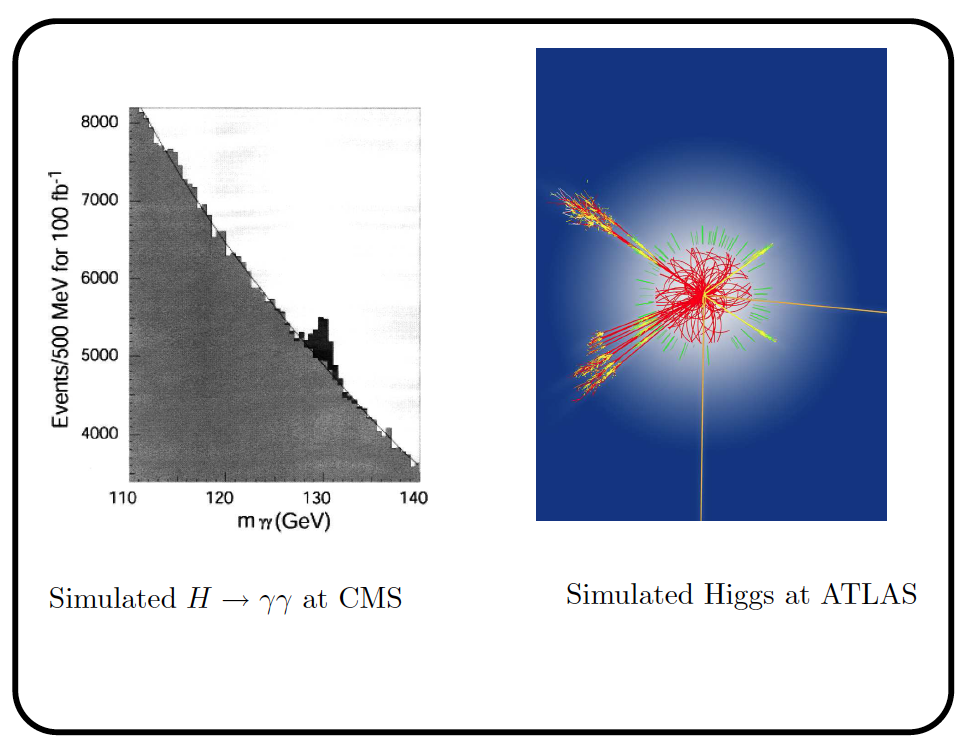 8000
7000
6000
5000
4000
Events/500 MeV for 100 fb⁻¹
110 120 130 140
m γγ (GeV)
Simulated H → γγ at CMS
Simulated Higgs at ATLAS